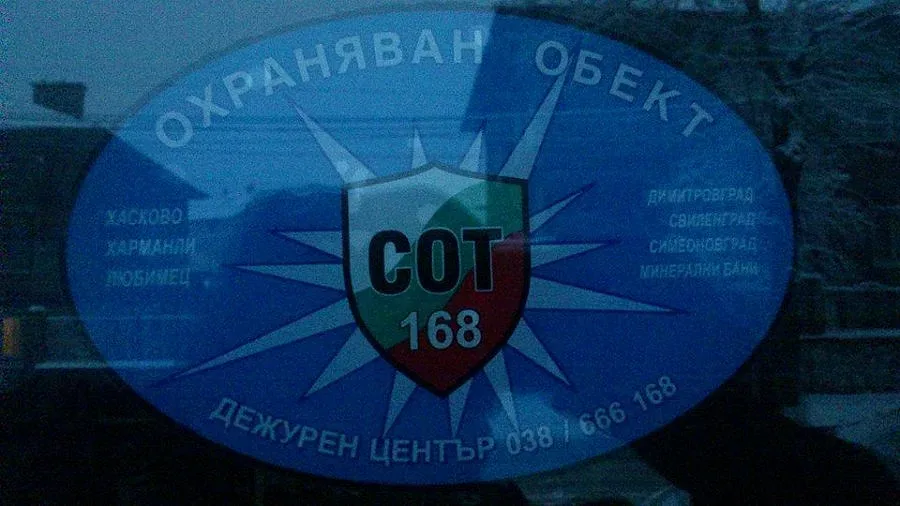 ОХРАНЯВАН ОБЕКТ
ХАСКОВО
ХАРМАНЛИ
ЛЮБИМЕЦ
СОТ
168
ДИМИТРОВГРАД
СВИЛЕНГРАД
СИМЕОНОВГРАД
МИНЕРАЛНИ БАНИ
ДЕЖУРЕН ЦЕНТЪР 038 / 666 168